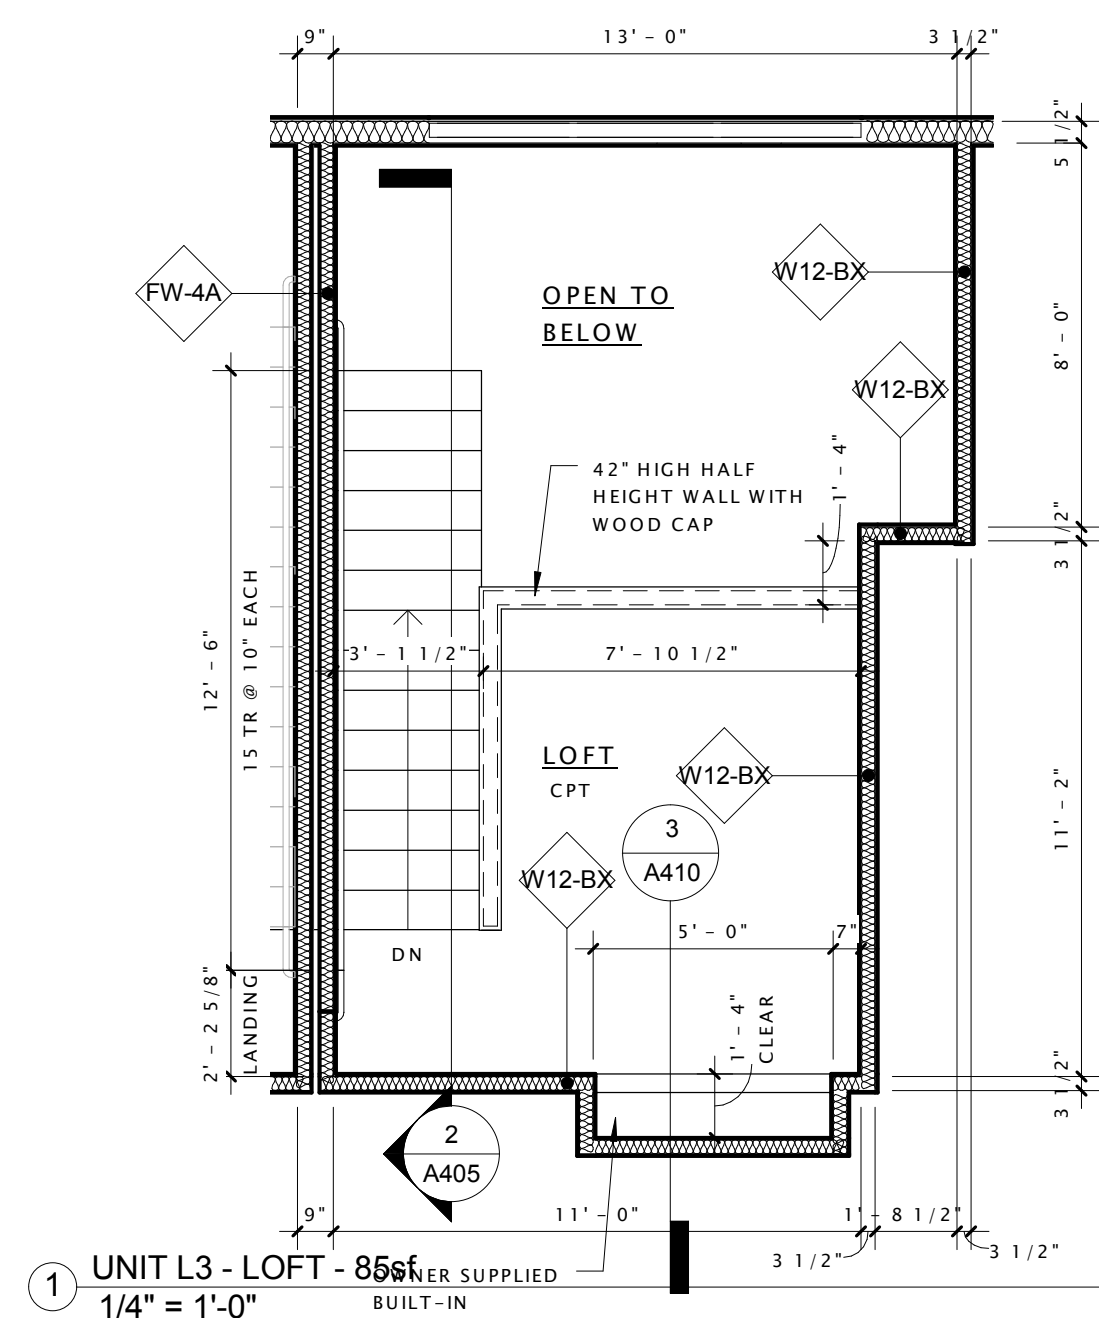 9"
13' – 0"
3 1/2"
5 1/2"
W12-BX
FW-4A
OPEN TO
BELOW
8' – 0"
W12-BX
42" HIGH HALF
HEIGHT WALL WITH
WOOD CAP
1' – 4"
3 1/2"
12' – 6"
15 TR @ 10" EACH
3' – 1 1/2"
7' – 10 1/2"
LOFT
CPT
W12-BX
11' – 2"
3
A410
W12-BX
5' – 0"
7"
DN
2' – 2 5/8"
LANDING
1' – 4"
CLEAR
3 1/2"
2
A405
9"
11' – 0"
1' – 8 1/2"
3 1/2"
3 1/2"
1
UNIT L3 - LOFT - 85sf
1/4" = 1'-0"
OWNER SUPPLIED
BUILT–IN